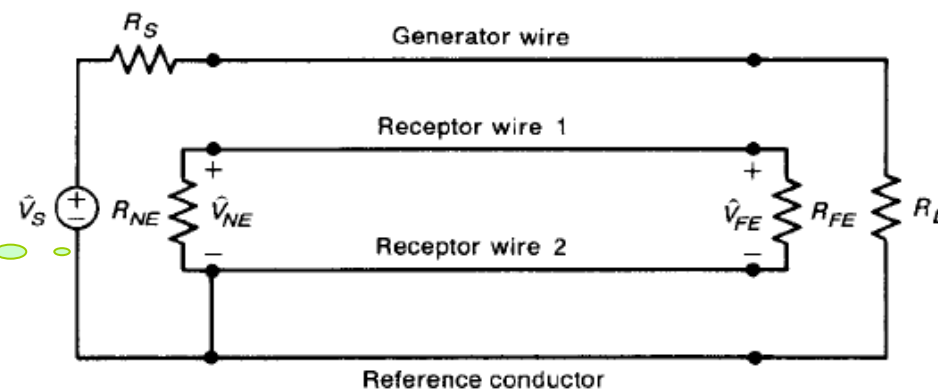 R_S
Generator wire
Receptor wire 1
+ +
V̂_S + − R_NE V̂_NE V̂_FE R_FE
− −
Receptor wire 2
Reference conductor